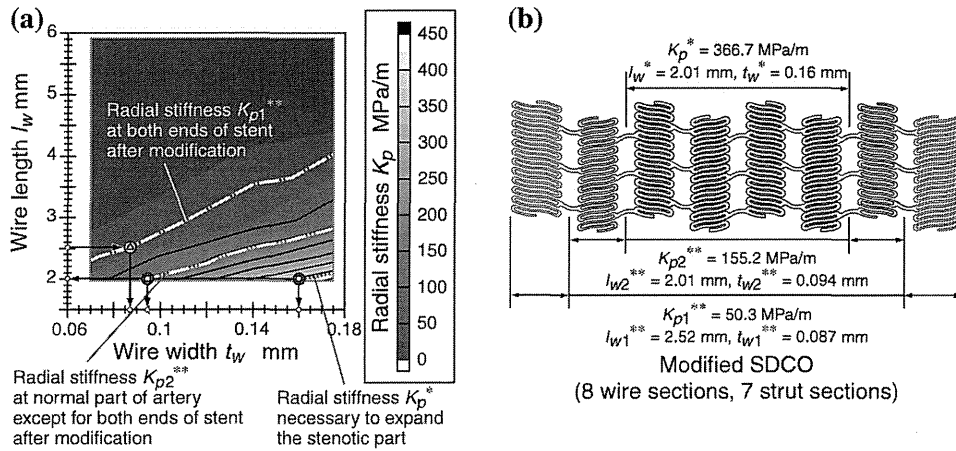 (a)
6
5
4
3
2
1
Wire length lw mm
0.06
0.1
0.14
0.18
Wire width tw mm
Radial stiffness Kp1**
at both ends of stent
after modification
Radial stiffness Kp2**
at normal part of artery
except for both ends of stent
after modification
Radial stiffness Kp*
necessary to expand
the stenotic part
Radial stiffness Kp MPa/m
450
400
350
300
250
200
150
100
50
0
(b)
Kp* = 366.7 MPa/m
lw* = 2.01 mm, tw* = 0.16 mm
Kp2** = 155.2 MPa/m
lw2** = 2.01 mm, tw2** = 0.094 mm
Kp1** = 50.3 MPa/m
lw1** = 2.52 mm, tw1** = 0.087 mm
Modified SDCO
(8 wire sections, 7 strut sections)